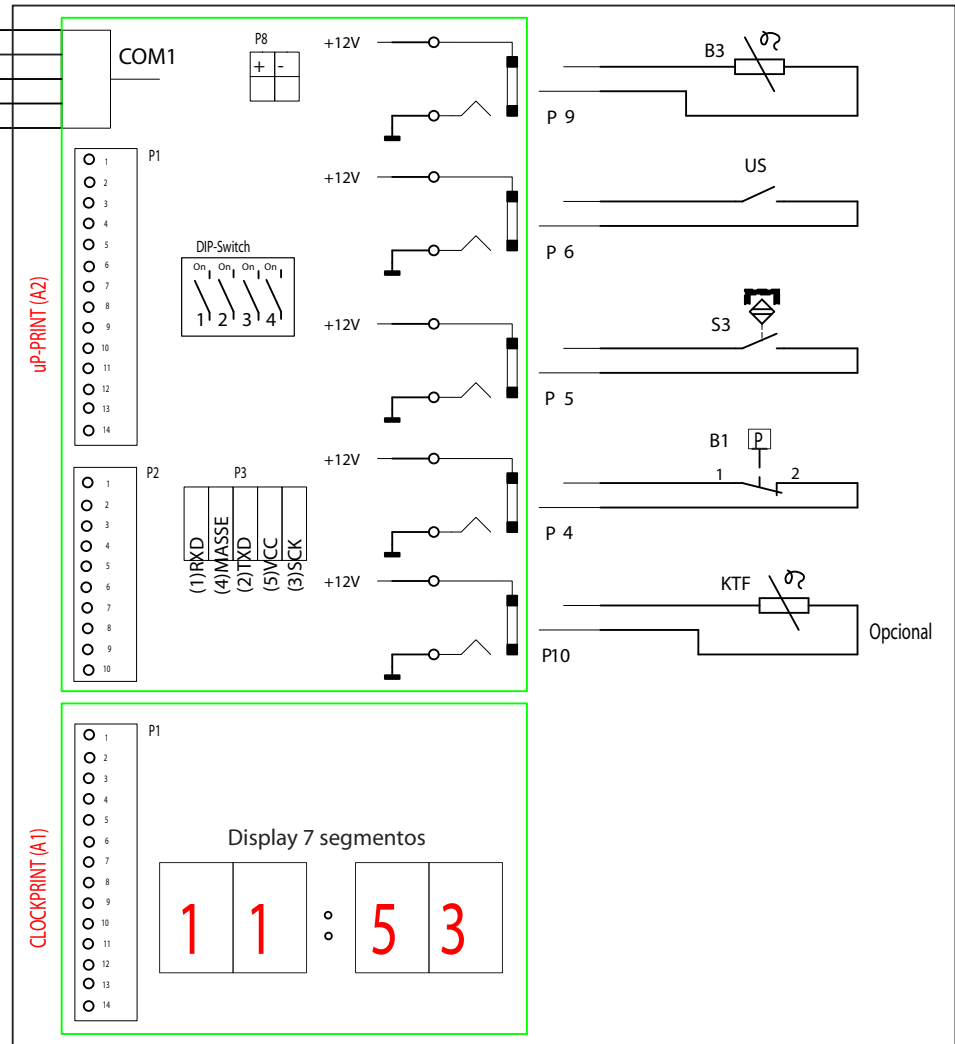 COM1
P8
+ -
+12V
B3
P 9
P1
1
2
3
4
5
6
7
8
9
10
11
12
13
14
uP-PRINT (A2)
DIP-Switch
On On On On
1 2 3 4
+12V
US
P 6
+12V
S3
P 5
+12V
B1 P
1 2
P 4
P2
1
2
3
4
5
6
7
8
9
10
P3
(1)RXD
(4)MASSE
(2)TXD
(5)VCC
(3)SCK
+12V
KTF
Opcional
P10
CLOCKPRINT (A1)
P1
1
2
3
4
5
6
7
8
9
10
11
12
13
14
Display 7 segmentos
11:53